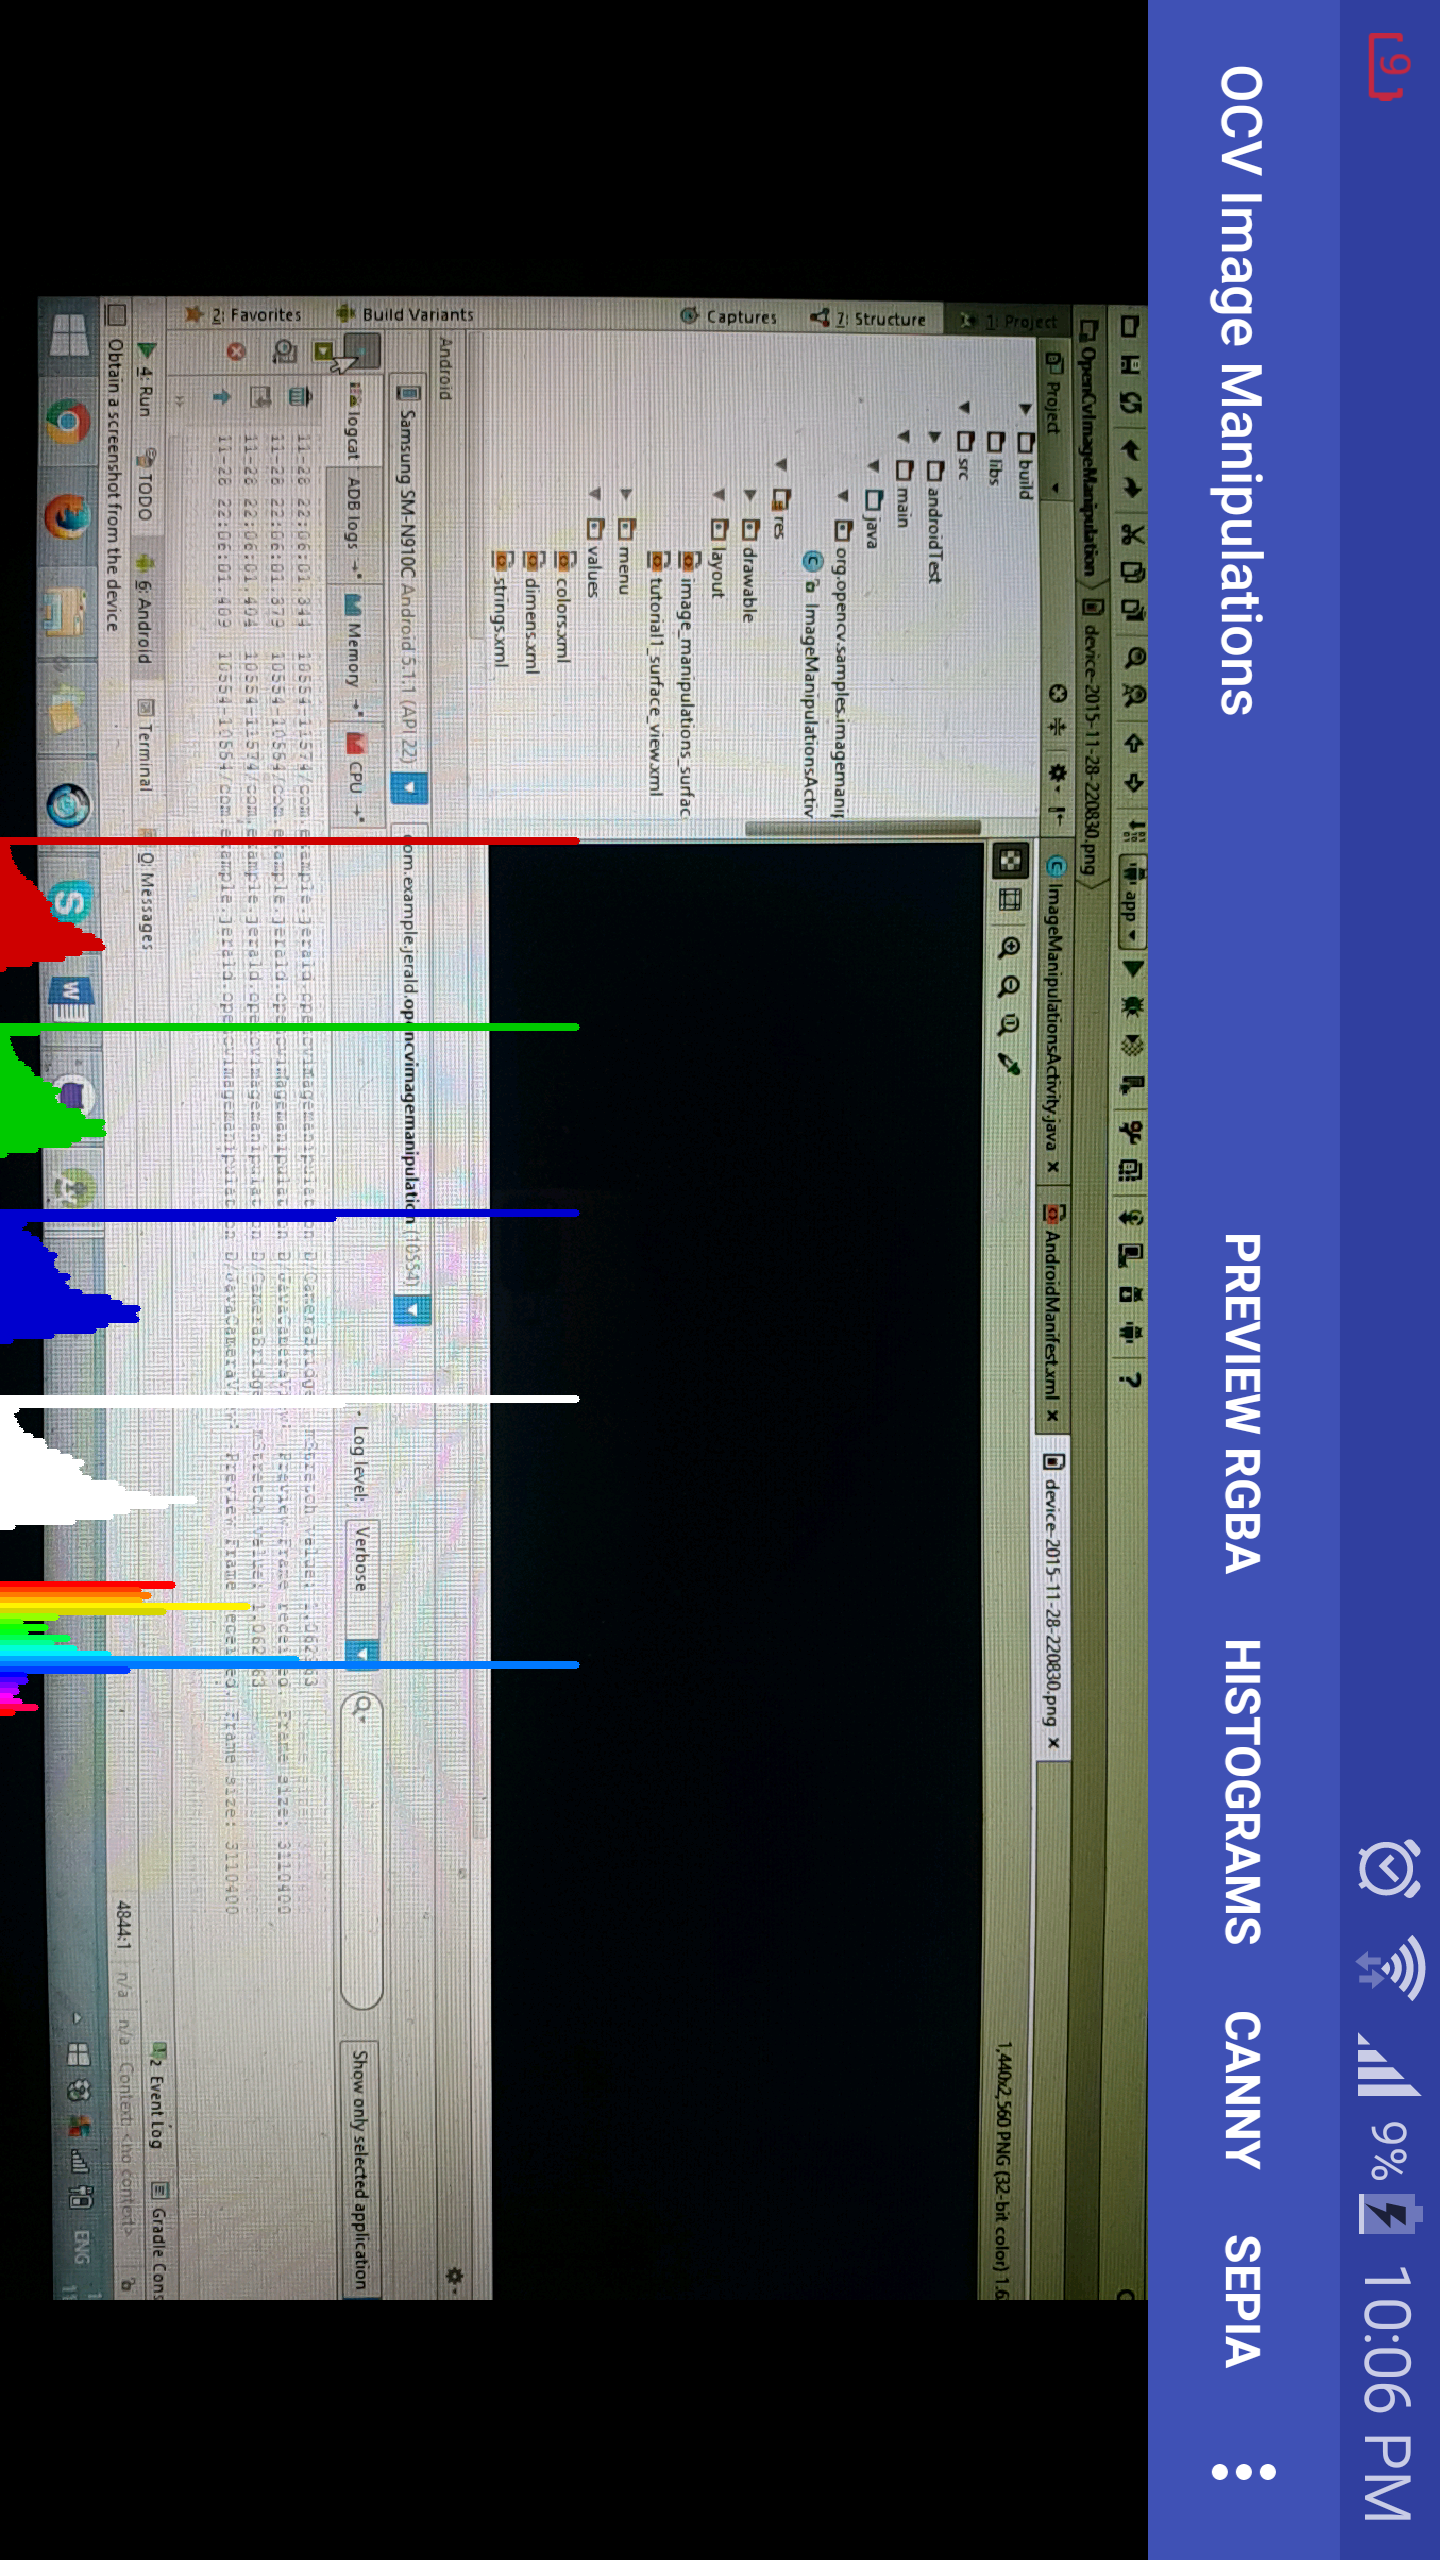 9
9%
10:06 PM
OCV Image Manipulations
PREVIEW RGBA
HISTOGRAMS
CANNY
SEPIA
app
?
OpenCvImageManipulation
device-2015-11-28-220830.png
1: Project
Project
ImageManipulationsActivity.java x
AndroidManifest.xml x
device-2015-11-28-220830.png x
1,440x2,560 PNG (32-bit color) 1.6
build
libs
src
androidTest
main
java
org.opencv.samples.imagemani
ImageManipulationsActiv
res
drawable
layout
image_manipulations_surfac
tutorial1_surface_view.xml
menu
values
colors.xml
dimens.xml
strings.xml
7: Structure
Captures
Build Variants
2: Favorites
Android
Samsung SM-N910C Android 5.1.1 (API 22)
com.example.jerald.opencvimagemanipulation (10554)
logcat
ADB logs
Memory
CPU
Log level:
Verbose
Show only selected application
11-28 22:06:01.344 10554-11574/com.example.jerald.opencvimagemanipulation D/CameraBridge
11-28 22:06:01.379 10554-10554/com.example.jerald.opencvimagemanipulation D/JavaCameraView: Preview Frame received. Frame size: 3110400
11-28 22:06:01.404 10554-11574/com.example.jerald.opencvimagemanipulation D/CameraBridge: mStretch value:
11-28 22:06:01.409 10554-10554/com.example.jerald.opencvimagemanipulation D/JavaCameraView: Preview Frame received. Frame size: 3110400
4: Run
TODO
6: Android
Terminal
0: Messages
2 Event Log
Gradle Cons
Obtain a screenshot from the device
4844:1
n/a
n/a
Context: <no context>
ENG